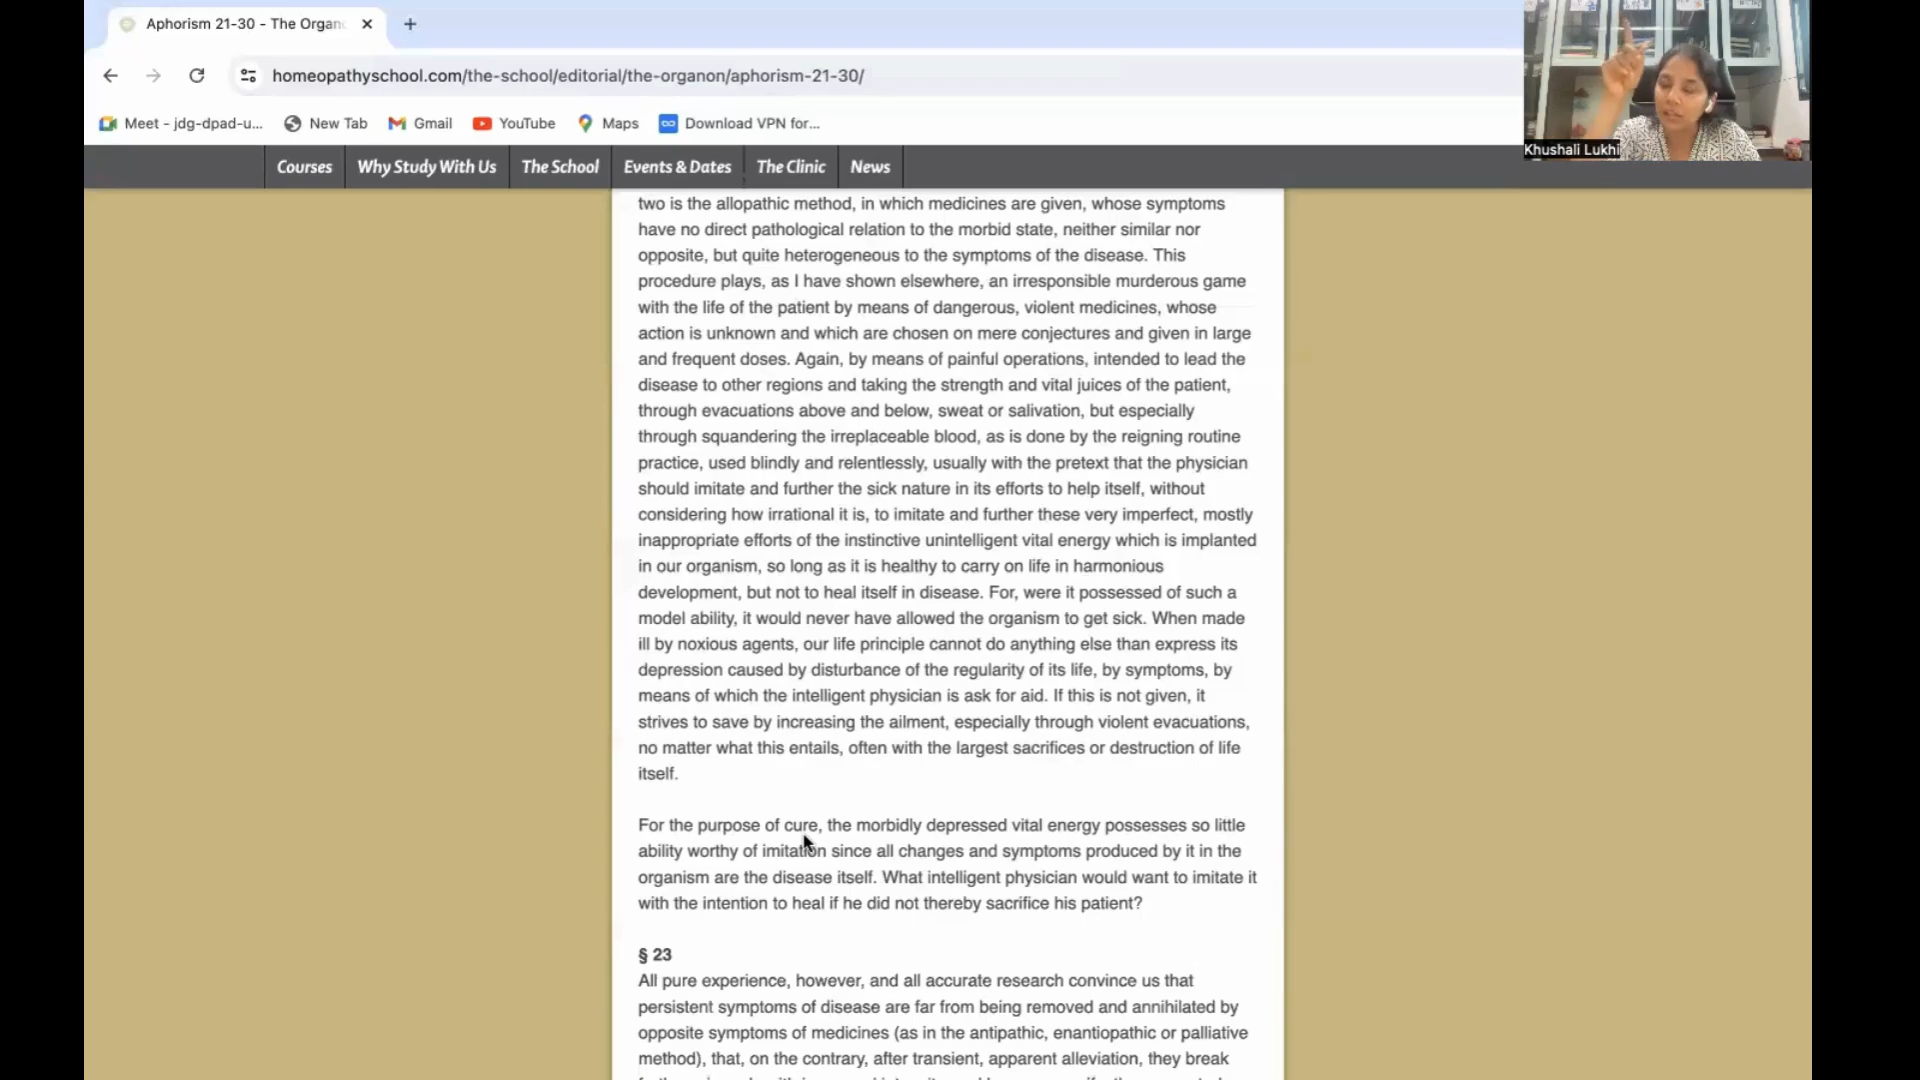 Aphorism 21-30 - The Organ
homeopathyschool.com/the-school/editorial/the-organon/aphorism-21-30/
Meet - jdg-dpad-u... New Tab Gmail YouTube Maps Download VPN for...
Khushali Lukhi
Courses Why Study With Us The School Events & Dates The Clinic News
two is the allopathic method, in which medicines are given, whose symptoms
have no direct pathological relation to the morbid state, neither similar nor
opposite, but quite heterogeneous to the symptoms of the disease. This
procedure plays, as I have shown elsewhere, an irresponsible murderous game
with the life of the patient by means of dangerous, violent medicines, whose
action is unknown and which are chosen on mere conjectures and given in large
and frequent doses. Again, by means of painful operations, intended to lead the
disease to other regions and taking the strength and vital juices of the patient,
through evacuations above and below, sweat or salivation, but especially
through squandering the irreplaceable blood, as is done by the reigning routine
practice, used blindly and relentlessly, usually with the pretext that the physician
should imitate and further the sick nature in its efforts to help itself, without
considering how irrational it is, to imitate and further these very imperfect, mostly
inappropriate efforts of the instinctive unintelligent vital energy which is implanted
in our organism, so long as it is healthy to carry on life in harmonious
development, but not to heal itself in disease. For, were it possessed of such a
model ability, it would never have allowed the organism to get sick. When made
ill by noxious agents, our life principle cannot do anything else than express its
depression caused by disturbance of the regularity of its life, by symptoms, by
means of which the intelligent physician is ask for aid. If this is not given, it
strives to save by increasing the ailment, especially through violent evacuations,
no matter what this entails, often with the largest sacrifices or destruction of life
itself.
For the purpose of cure, the morbidly depressed vital energy possesses so little
ability worthy of imitation since all changes and symptoms produced by it in the
organism are the disease itself. What intelligent physician would want to imitate it
with the intention to heal if he did not thereby sacrifice his patient?
§ 23
All pure experience, however, and all accurate research convince us that
persistent symptoms of disease are far from being removed and annihilated by
opposite symptoms of medicines (as in the antipathic, enantiopathic or palliative
method), that, on the contrary, after transient, apparent alleviation, they break